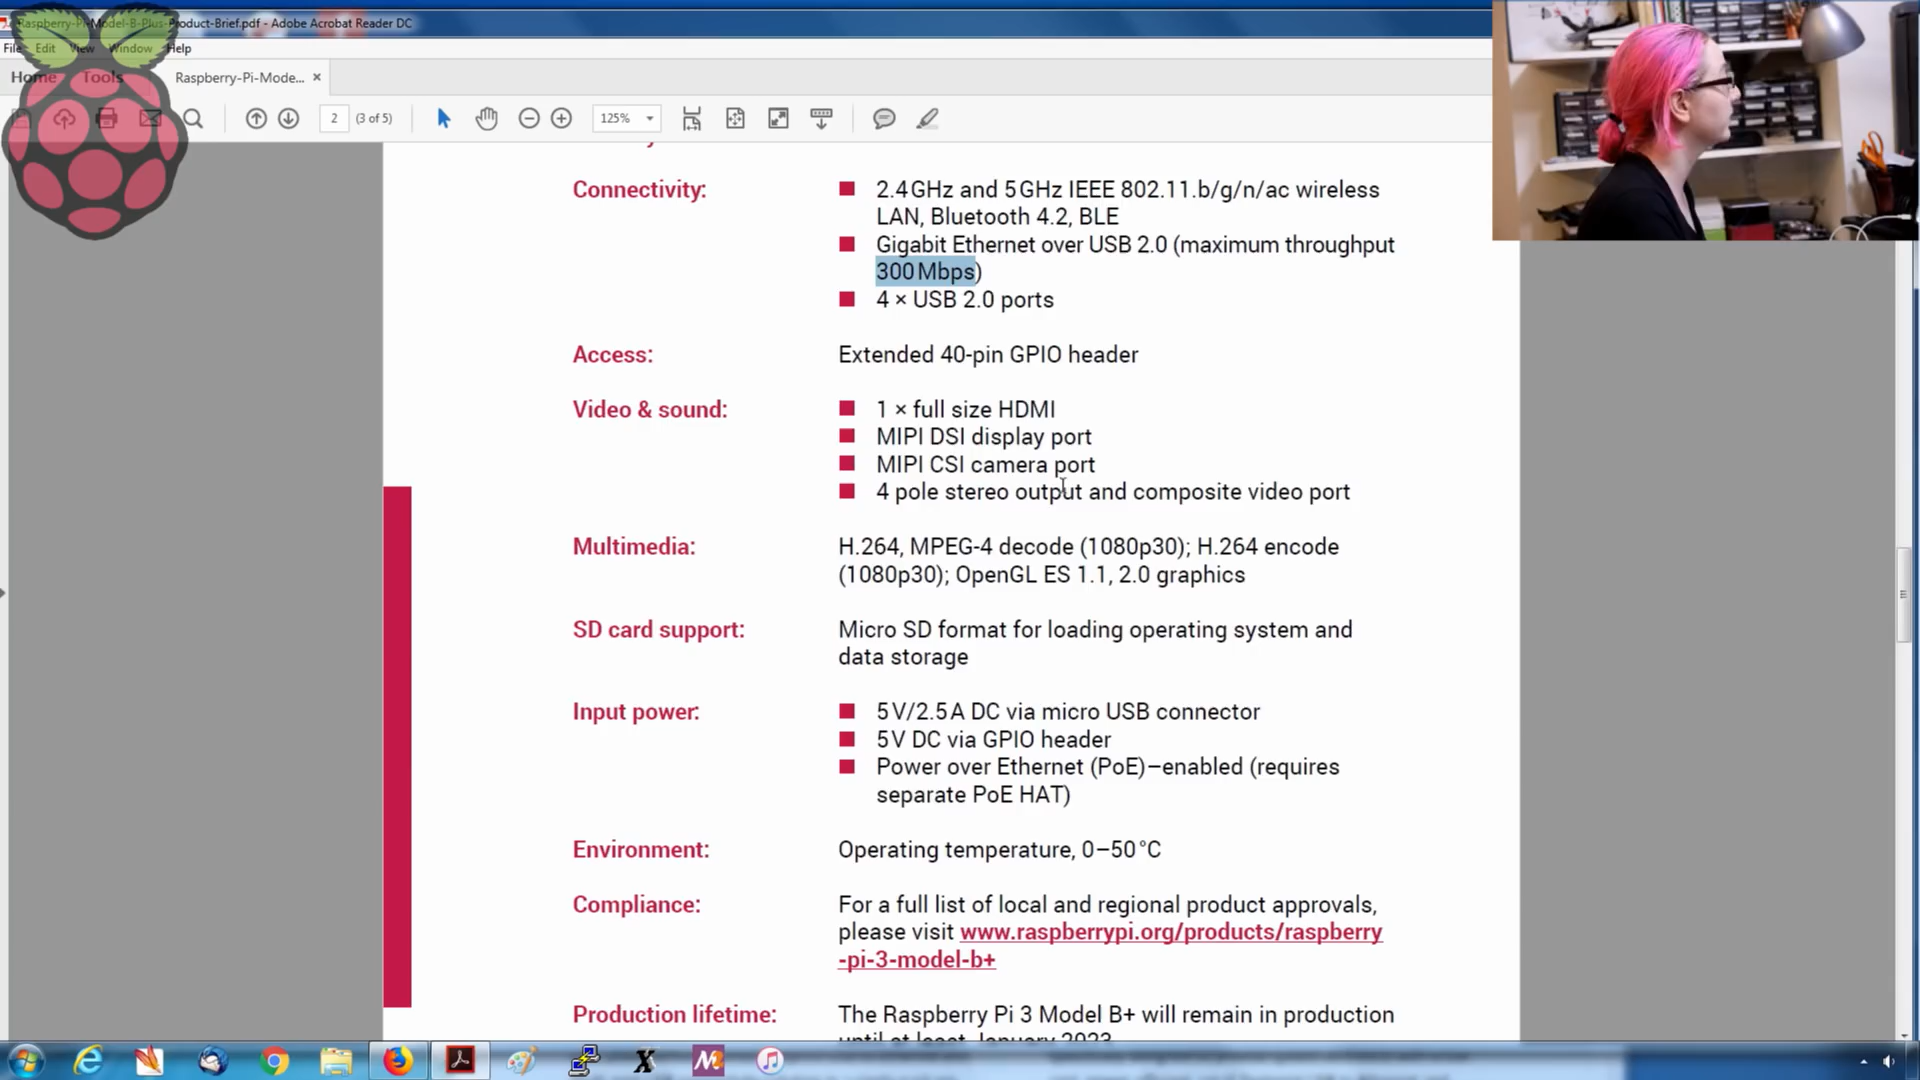 Raspberry-Pi-Model-B-Plus-Product-Brief.pdf - Adobe Acrobat Reader DC
File Edit View Window Help
Home Tools Raspberry-Pi-Mode... ×
2 (3 of 5) 125%
Connectivity: ■ 2.4GHz and 5GHz IEEE 802.11.b/g/n/ac wireless
LAN, Bluetooth 4.2, BLE
■ Gigabit Ethernet over USB 2.0 (maximum throughput
300Mbps)
■ 4 × USB 2.0 ports
Access: Extended 40-pin GPIO header
Video & sound: ■ 1 × full size HDMI
■ MIPI DSI display port
■ MIPI CSI camera port
■ 4 pole stereo output and composite video port
Multimedia: H.264, MPEG-4 decode (1080p30); H.264 encode
(1080p30); OpenGL ES 1.1, 2.0 graphics
SD card support: Micro SD format for loading operating system and
data storage
Input power: ■ 5V/2.5A DC via micro USB connector
■ 5V DC via GPIO header
■ Power over Ethernet (PoE)–enabled (requires
separate PoE HAT)
Environment: Operating temperature, 0–50°C
Compliance: For a full list of local and regional product approvals,
please visit www.raspberrypi.org/products/raspberry
-pi-3-model-b+
Production lifetime: The Raspberry Pi 3 Model B+ will remain in production
until at least January 2023